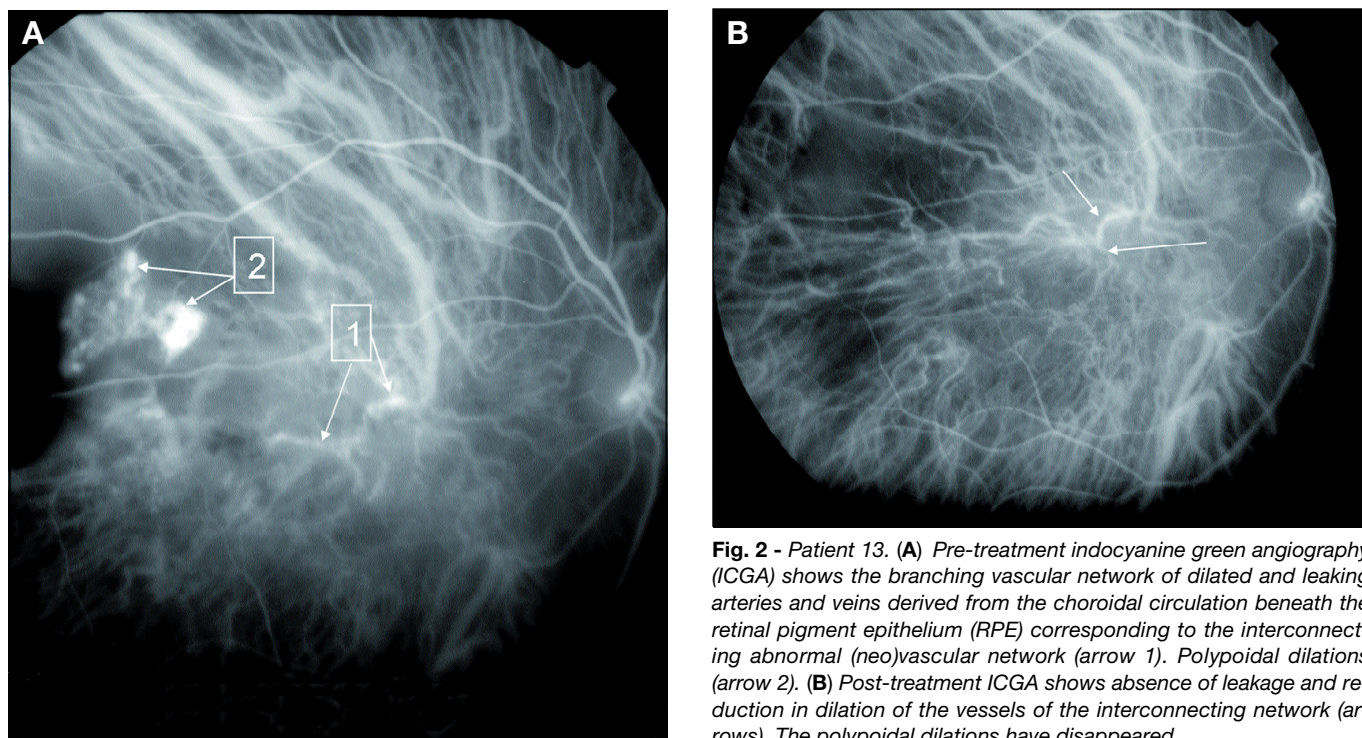 A
B
2
1
Fig. 2 - Patient 13. (A) Pre-treatment indocyanine green angiography
(ICGA) shows the branching vascular network of dilated and leaking
arteries and veins derived from the choroidal circulation beneath the
retinal pigment epithelium (RPE) corresponding to the interconnect-
ing abnormal (neo)vascular network (arrow 1). Polypoidal dilations
(arrow 2). (B) Post-treatment ICGA shows absence of leakage and re-
duction in dilation of the vessels of the interconnecting network (ar-
rows). The polypoidal dilations have disappeared.